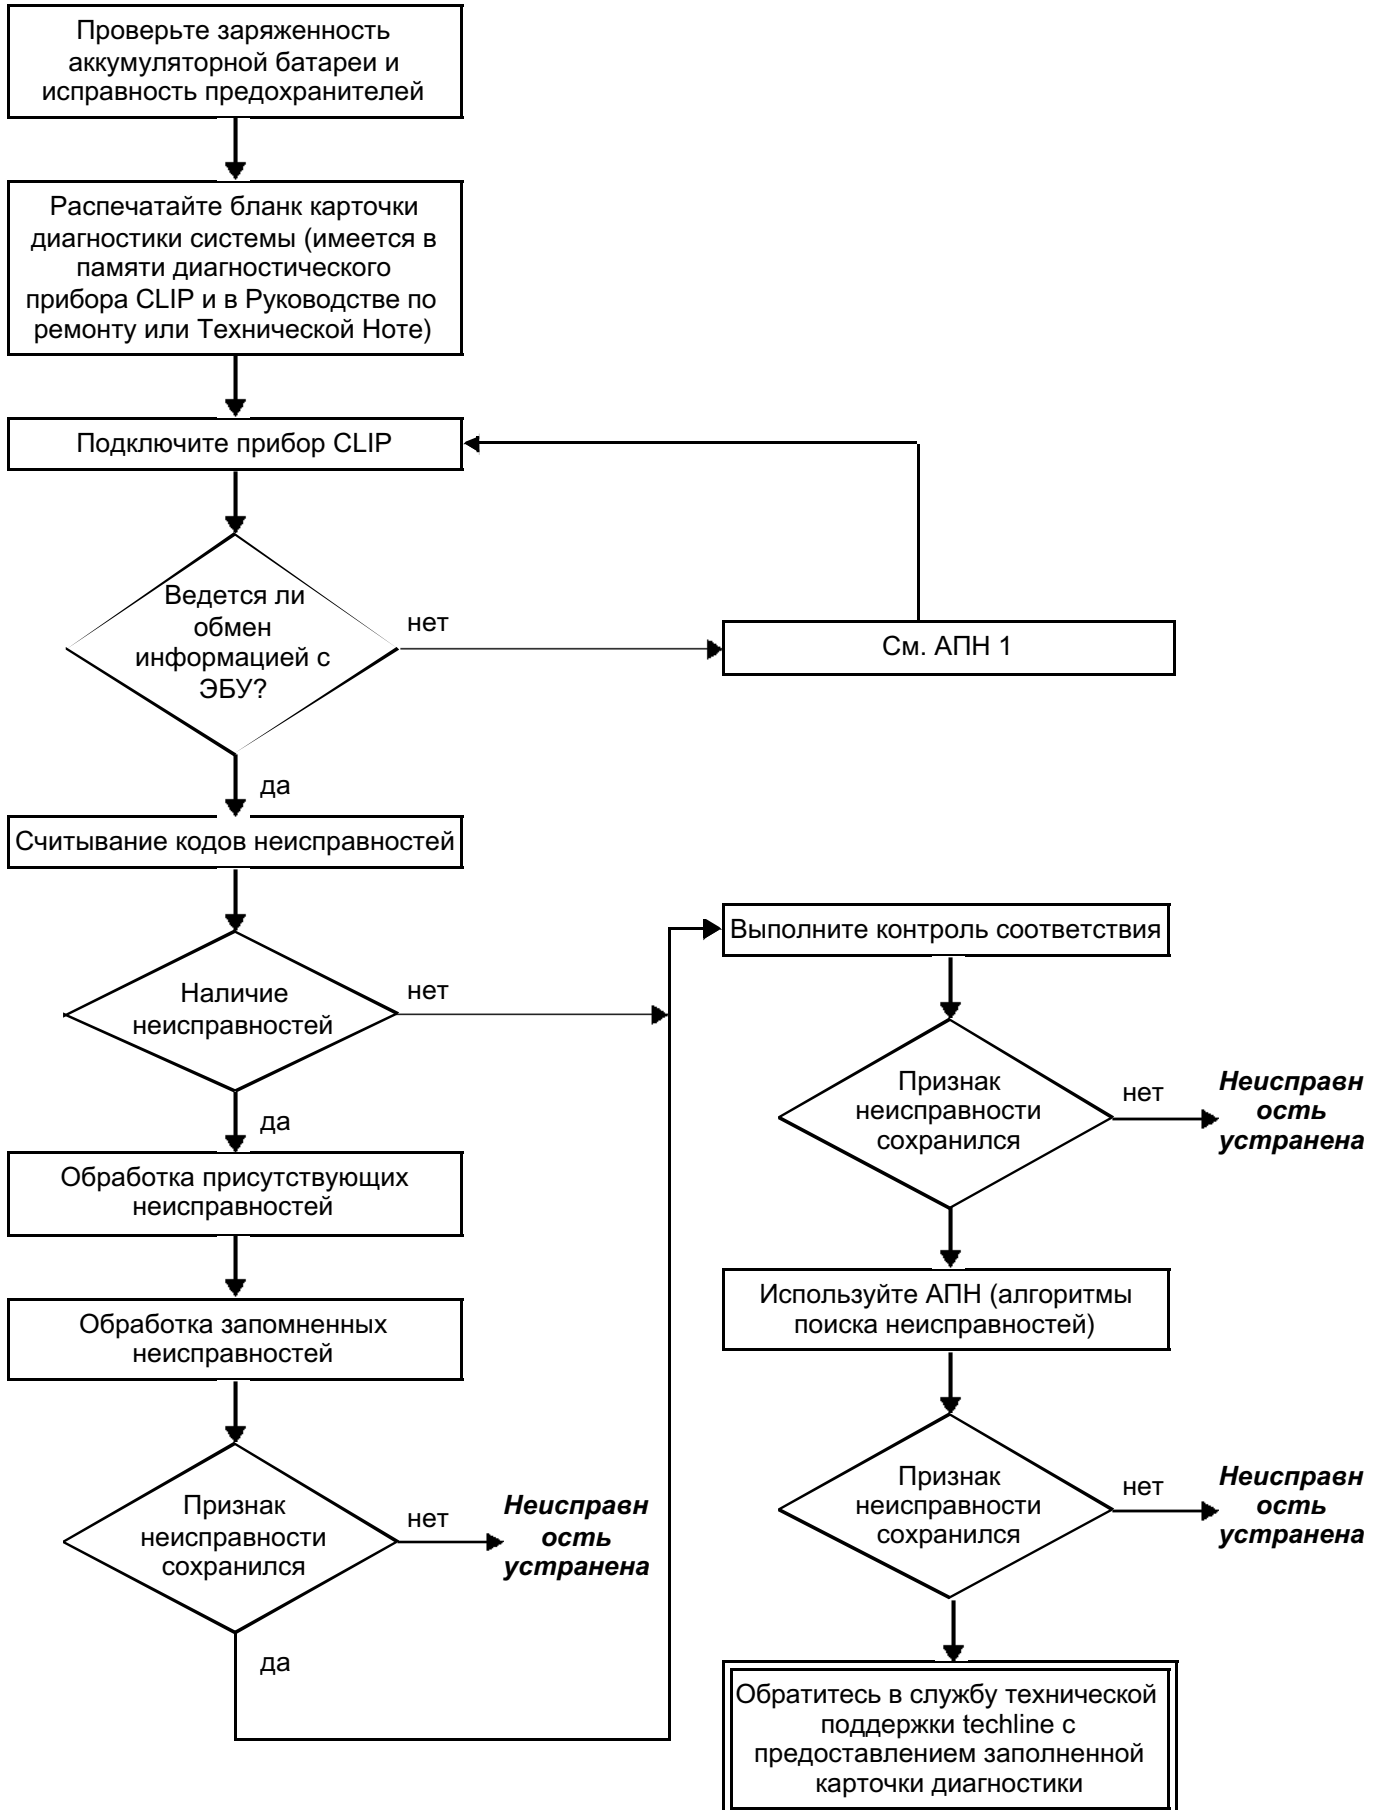 Проверьте заряженность
аккумуляторной батареи и
исправность предохранителей
Распечатайте бланк карточки
диагностики системы (имеется в
памяти диагностического
прибора CLIP и в Руководстве по
ремонту или Технической Ноте)
Подключите прибор CLIP
Ведется ли
обмен
информацией с
ЭБУ?
нет
См. АПН 1
да
Считывание кодов неисправностей
Наличие
неисправностей
нет
да
Обработка присутствующих
неисправностей
Обработка запомненных
неисправностей
Признак
неисправности
сохранился
нет
Неисправн
ость
устранена
да
Выполните контроль соответствия
Признак
неисправности
сохранился
нет
Неисправн
ость
устранена
Используйте АПН (алгоритмы
поиска неисправностей)
Признак
неисправности
сохранился
нет
Неисправн
ость
устранена
Обратитесь в службу технической
поддержки techline с
предоставлением заполненной
карточки диагностики